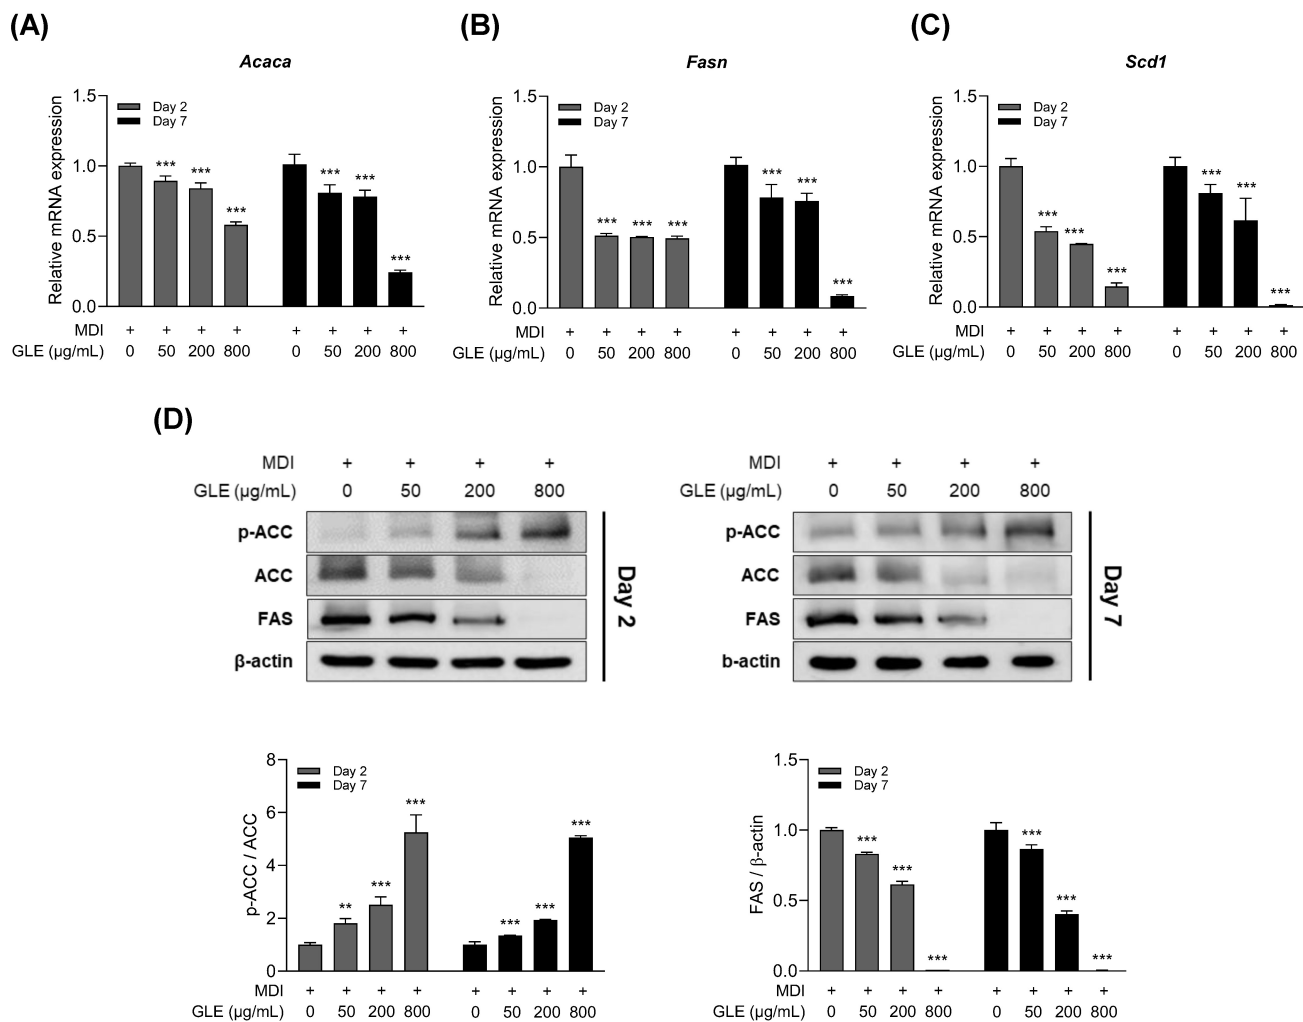 (A)
Acaca
Relative mRNA expression
1.5
1.0
0.5
0.0
Day 2
Day 7
*** *** *** *** *** ***
MDI + + + + + + + +
GLE (µg/mL) 0 50 200 800 0 50 200 800
(B)
Fasn
Relative mRNA expression
1.5
1.0
0.5
0.0
Day 2
Day 7
*** *** *** *** *** ***
MDI + + + + + + + +
GLE (µg/mL) 0 50 200 800 0 50 200 800
(C)
Scd1
Relative mRNA expression
1.5
1.0
0.5
0.0
Day 2
Day 7
*** *** *** *** *** ***
MDI + + + + + + + +
GLE (µg/mL) 0 50 200 800 0 50 200 800
(D)
MDI + + + +
GLE (µg/mL) 0 50 200 800
p-ACC
ACC
FAS
β-actin
Day 2
MDI + + + +
GLE (µg/mL) 0 50 200 800
p-ACC
ACC
FAS
b-actin
Day 7
p-ACC / ACC
8
6
4
2
0
Day 2
Day 7
** *** *** *** *** ***
MDI + + + + + + + +
GLE (µg/mL) 0 50 200 800 0 50 200 800
FAS / β-actin
1.5
1.0
0.5
0.0
Day 2
Day 7
*** *** *** *** *** ***
MDI + + + + + + + +
GLE (µg/mL) 0 50 200 800 0 50 200 800